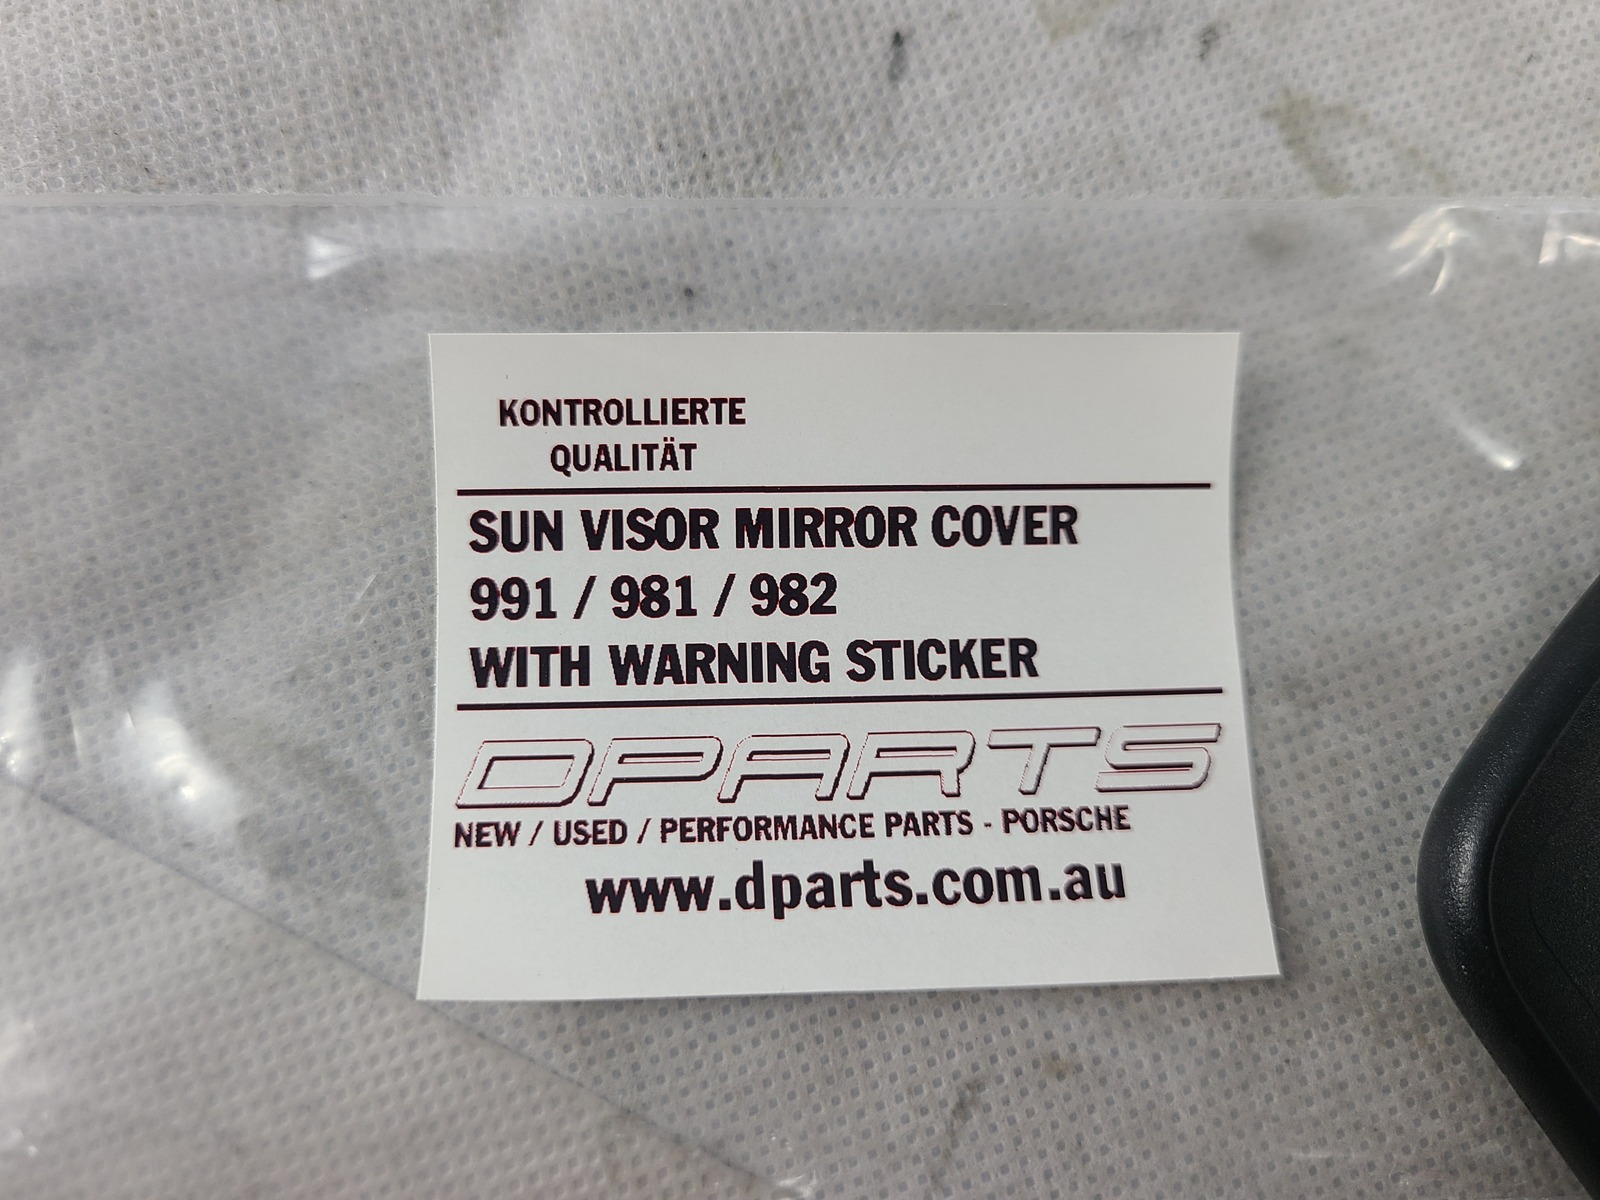 KONTROLLIERTE
QUALITÄT
SUN VISOR MIRROR COVER
991 / 981 / 982
WITH WARNING STICKER
DPARTS
NEW / USED / PERFORMANCE PARTS - PORSCHE
www.dparts.com.au